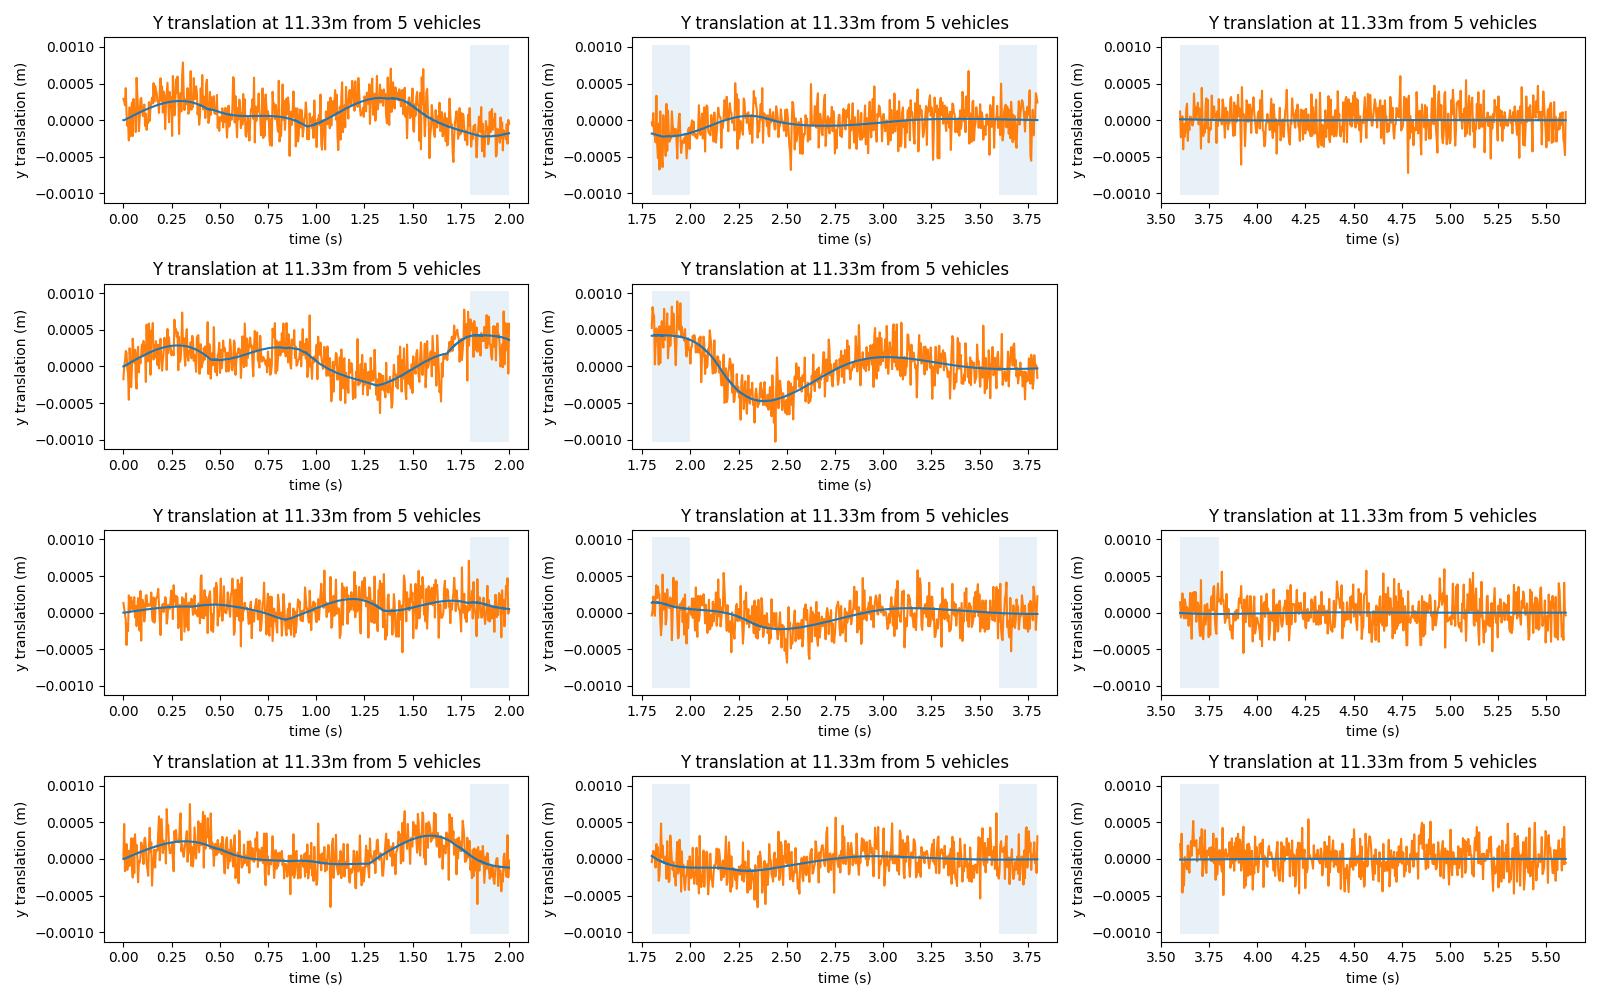 Y translation at 11.33m from 5 vehicles
Y translation at 11.33m from 5 vehicles
Y translation at 11.33m from 5 vehicles
y translation (m)
0.0010
0.0005
0.0000
−0.0005
−0.0010
0.00 0.25 0.50 0.75 1.00 1.25 1.50 1.75 2.00
time (s)
y translation (m)
0.0010
0.0005
0.0000
−0.0005
−0.0010
1.75 2.00 2.25 2.50 2.75 3.00 3.25 3.50 3.75
time (s)
y translation (m)
0.0010
0.0005
0.0000
−0.0005
−0.0010
3.50 3.75 4.00 4.25 4.50 4.75 5.00 5.25 5.50
time (s)
Y translation at 11.33m from 5 vehicles
Y translation at 11.33m from 5 vehicles
y translation (m)
0.0010
0.0005
0.0000
−0.0005
−0.0010
0.00 0.25 0.50 0.75 1.00 1.25 1.50 1.75 2.00
time (s)
y translation (m)
0.0010
0.0005
0.0000
−0.0005
−0.0010
1.75 2.00 2.25 2.50 2.75 3.00 3.25 3.50 3.75
time (s)
Y translation at 11.33m from 5 vehicles
Y translation at 11.33m from 5 vehicles
Y translation at 11.33m from 5 vehicles
y translation (m)
0.0010
0.0005
0.0000
−0.0005
−0.0010
0.00 0.25 0.50 0.75 1.00 1.25 1.50 1.75 2.00
time (s)
y translation (m)
0.0010
0.0005
0.0000
−0.0005
−0.0010
1.75 2.00 2.25 2.50 2.75 3.00 3.25 3.50 3.75
time (s)
y translation (m)
0.0010
0.0005
0.0000
−0.0005
−0.0010
3.50 3.75 4.00 4.25 4.50 4.75 5.00 5.25 5.50
time (s)
Y translation at 11.33m from 5 vehicles
Y translation at 11.33m from 5 vehicles
Y translation at 11.33m from 5 vehicles
y translation (m)
0.0010
0.0005
0.0000
−0.0005
−0.0010
0.00 0.25 0.50 0.75 1.00 1.25 1.50 1.75 2.00
time (s)
y translation (m)
0.0010
0.0005
0.0000
−0.0005
−0.0010
1.75 2.00 2.25 2.50 2.75 3.00 3.25 3.50 3.75
time (s)
y translation (m)
0.0010
0.0005
0.0000
−0.0005
−0.0010
3.50 3.75 4.00 4.25 4.50 4.75 5.00 5.25 5.50
time (s)